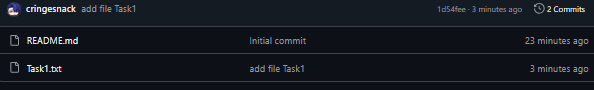 cringesnack add file Task1 1d54fee · 3 minutes ago 2 Commits
README.md Initial commit 23 minutes ago
Task1.txt add file Task1 3 minutes ago